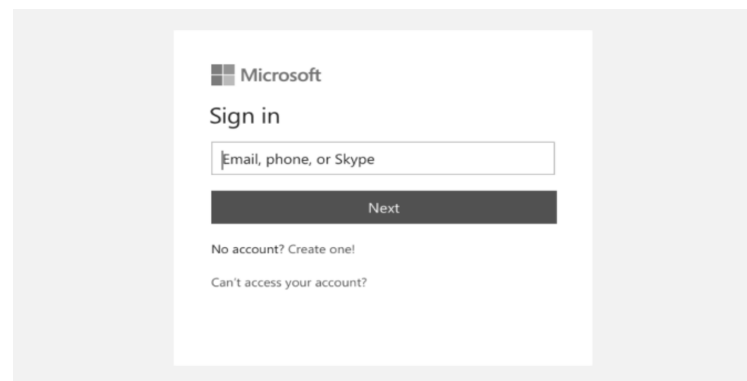 Microsoft
Sign in
Email, phone, or Skype
Next
No account? Create one!
Can't access your account?